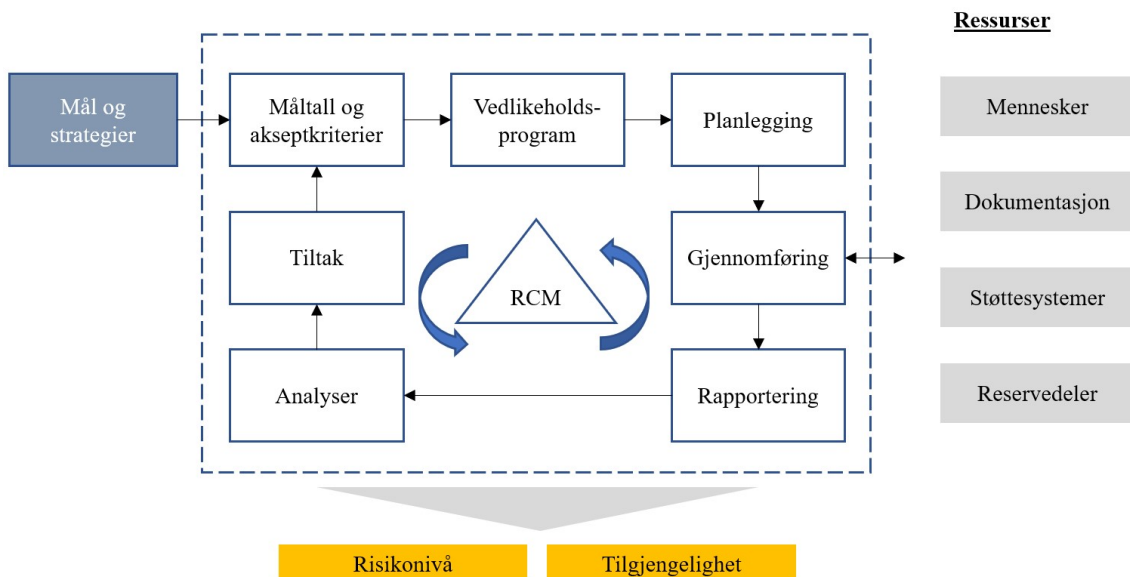 Ressurser
Mål og
strategier
Måltall og
akseptkriterier
Vedlikeholds-
program
Planlegging
Mennesker
Dokumentasjon
Tiltak
RCM
Gjennomføring
Støttesystemer
Analyser
Rapportering
Reservedeler
Risikonivå
Tilgjengelighet